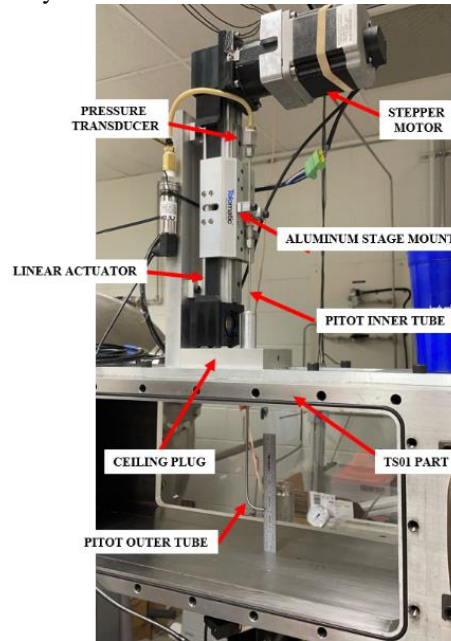 PRESSURE
TRANSDUCER
STEPPER
MOTOR
Tolomatic
ALUMINUM STAGE MOUNT
LINEAR ACTUATOR
PITOT INNER TUBE
CEILING PLUG
TS01 PART
PITOT OUTER TUBE